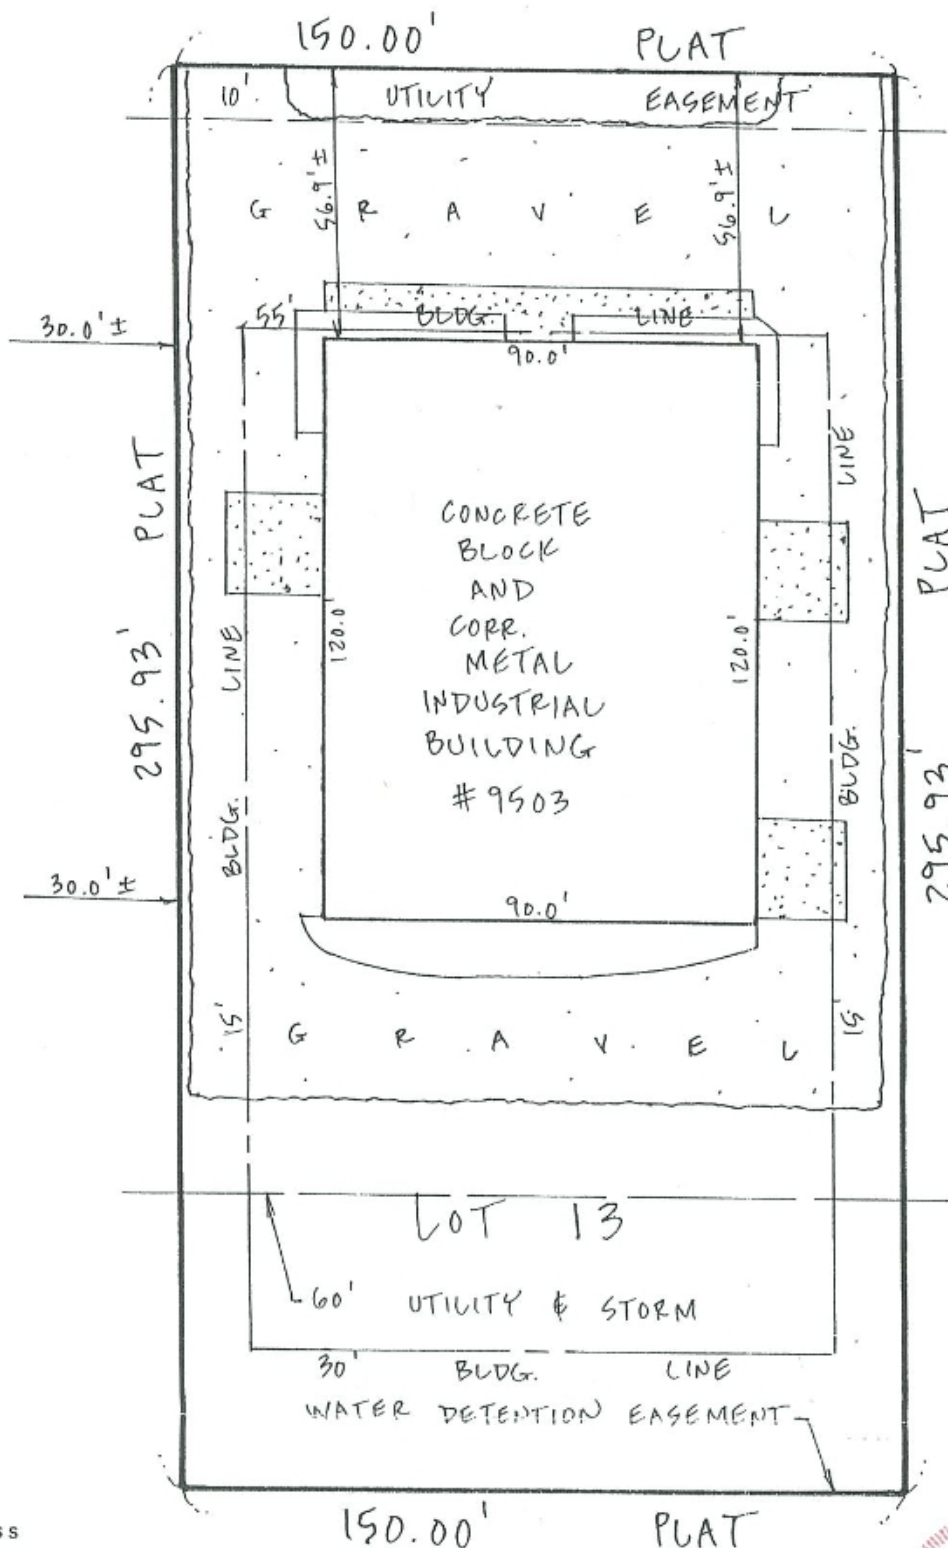 150.00' PLAT
10' UTILITY EASEMENT
56.9'±
56.9'±
G R A V E L
55' BLDG. LINE
30.0'±
90.0'
PLAT
295.93'
LINE
BLDG.
15'
120.0'
CONCRETE
BLOCK
AND
CORR.
METAL
INDUSTRIAL
BUILDING
#9503
120.0'
LINE
BLDG.
15'
PLAT
295.93'
30.0'±
90.0'
G R A V E L
LOT 13
60' UTILITY & STORM
30' BLDG. LINE
WATER DETENTION EASEMENT
150.00' PLAT